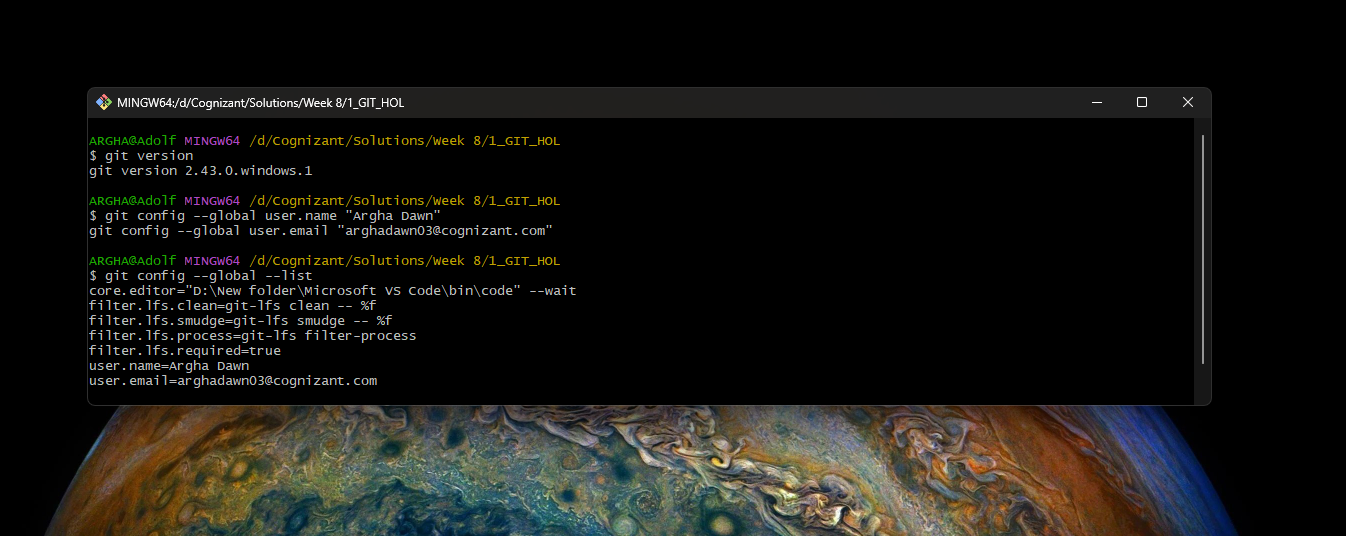 MINGW64:/d/Cognizant/Solutions/Week 8/1_GIT_HOL
ARGHA@Adolf MINGW64 /d/Cognizant/Solutions/Week 8/1_GIT_HOL
$ git version
git version 2.43.0.windows.1
ARGHA@Adolf MINGW64 /d/Cognizant/Solutions/Week 8/1_GIT_HOL
$ git config --global user.name "Argha Dawn"
git config --global user.email "arghadawn03@cognizant.com"
ARGHA@Adolf MINGW64 /d/Cognizant/Solutions/Week 8/1_GIT_HOL
$ git config --global --list
core.editor="D:\New folder\Microsoft VS Code\bin\code" --wait
filter.lfs.clean=git-lfs clean -- %f
filter.lfs.smudge=git-lfs smudge -- %f
filter.lfs.process=git-lfs filter-process
filter.lfs.required=true
user.name=Argha Dawn
user.email=arghadawn03@cognizant.com